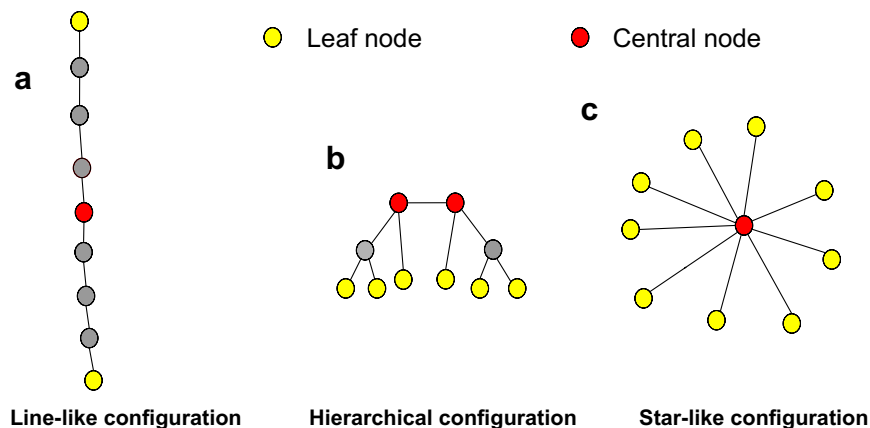 Leaf node
Central node
a
b
c
Line-like configuration
Hierarchical configuration
Star-like configuration